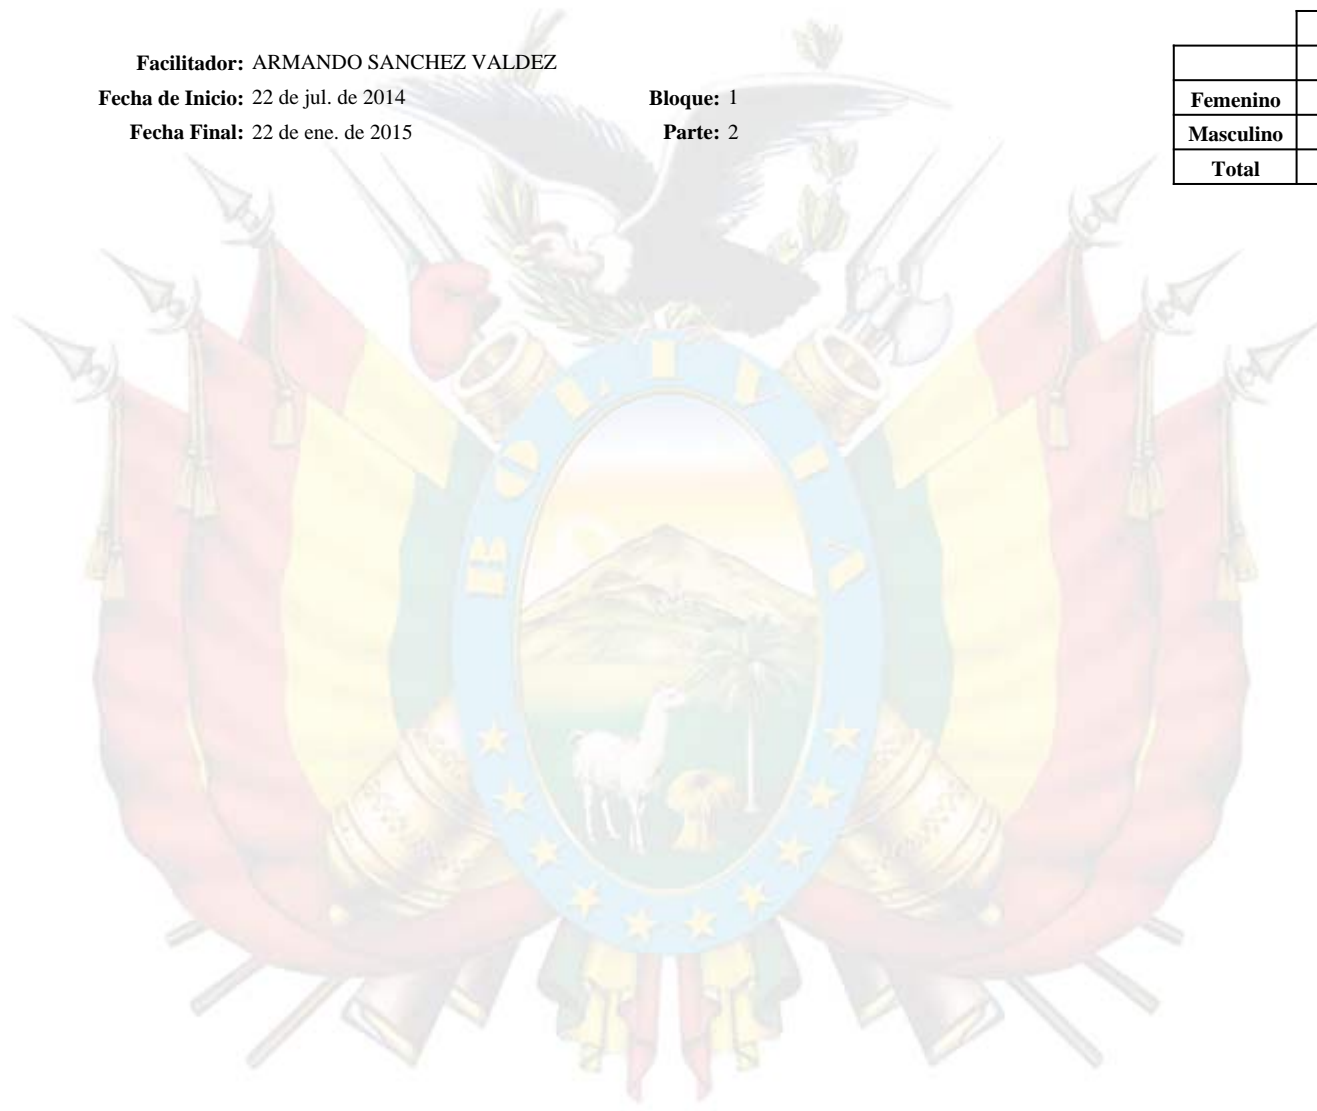 Facilitador: ARMANDO SANCHEZ VALDEZ
Fecha de Inicio: 22 de jul. de 2014 Bloque: 1
Fecha Final: 22 de ene. de 2015 Parte: 2
Femenino
Masculino
Total
BOLIVIA